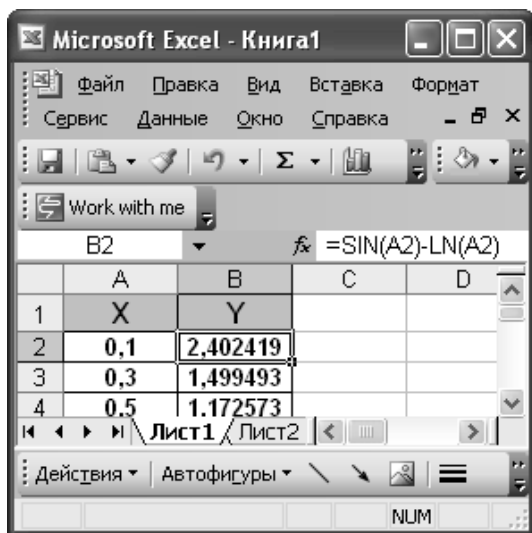 Microsoft Excel - Книга1
Файл Правка Вид Вставка Формат
Сервис Данные Окно Справка
Σ
Work with me
B2 fx =SIN(A2)-LN(A2)
A B C D
1 X Y
2 0,1 2,402419
3 0,3 1,499493
4 0,5 1,172573
Лист1 Лист2
Действия Автофигуры
NUM